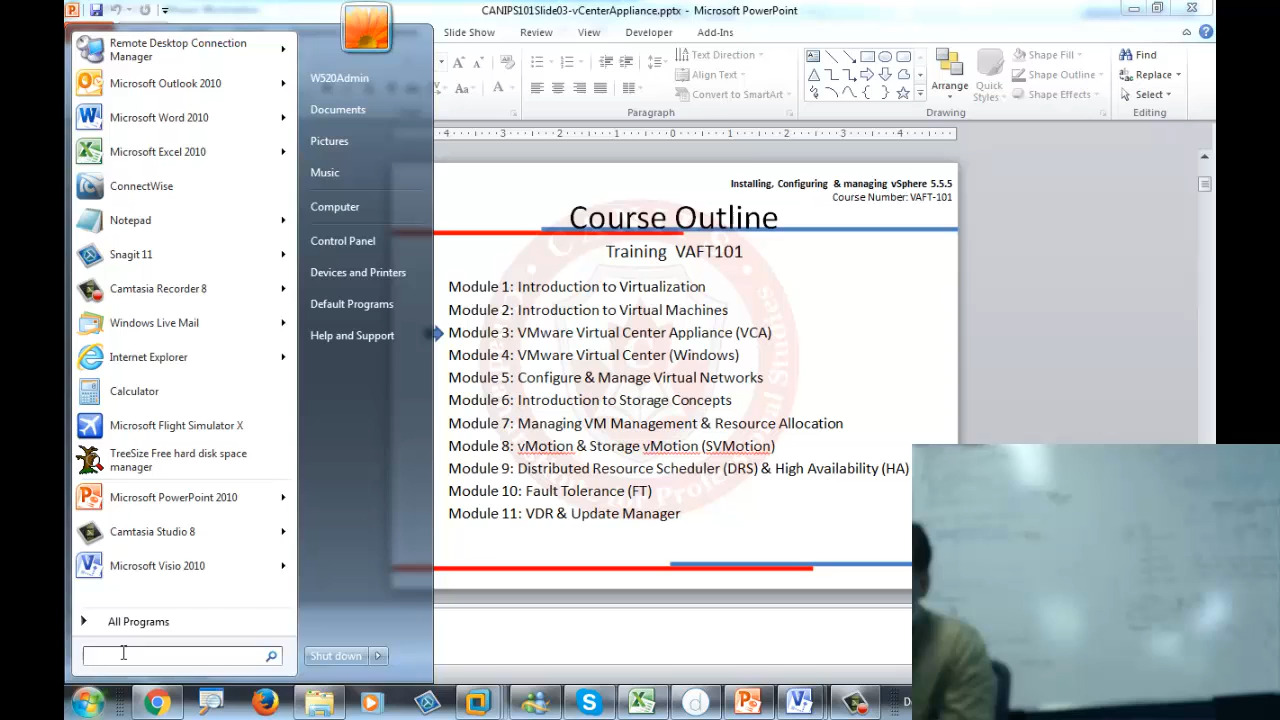 CANIPS101Slide03-vCenterAppliance.pptx - Microsoft PowerPoint
Slide Show Review View Developer Add-Ins
Text Direction
Align Text
Convert to SmartArt
Paragraph
Arrange
Quick Styles
Shape Fill
Shape Outline
Shape Effects
Drawing
Find
Replace
Select
Editing
Remote Desktop Connection
Manager
Microsoft Outlook 2010
Microsoft Word 2010
Microsoft Excel 2010
ConnectWise
Notepad
Snagit 11
Camtasia Recorder 8
Windows Live Mail
Internet Explorer
Calculator
Microsoft Flight Simulator X
TreeSize Free hard disk space
manager
Microsoft PowerPoint 2010
Camtasia Studio 8
Microsoft Visio 2010
All Programs
W520Admin
Documents
Pictures
Music
Computer
Control Panel
Devices and Printers
Default Programs
Help and Support
Shut down
4 3 2 1 0 1 2 3 4
Installing, Configuring & managing vSphere 5.5.5
Course Number: VAFT-101
Course Outline
Training VAFT101
Module 1: Introduction to Virtualization
Module 2: Introduction to Virtual Machines
Module 3: VMware Virtual Center Appliance (VCA)
Module 4: VMware Virtual Center (Windows)
Module 5: Configure & Manage Virtual Networks
Module 6: Introduction to Storage Concepts
Module 7: Managing VM Management & Resource Allocation
Module 8: vMotion & Storage vMotion (SVMotion)
Module 9: Distributed Resource Scheduler (DRS) & High Availability (HA)
Module 10: Fault Tolerance (FT)
Module 11: VDR & Update Manager